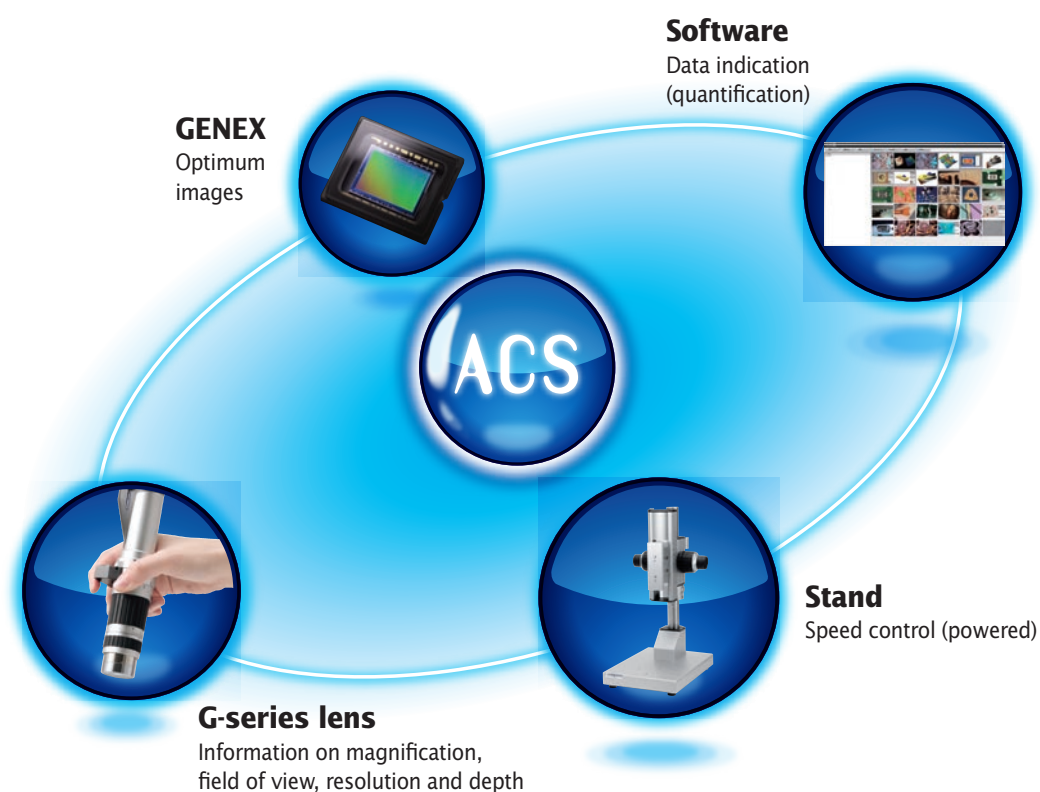 Software
Data indication
(quantification)
GENEX
Optimum
images
ACS
Stand
Speed control (powered)
G-series lens
Information on magnification,
field of view, resolution and depth